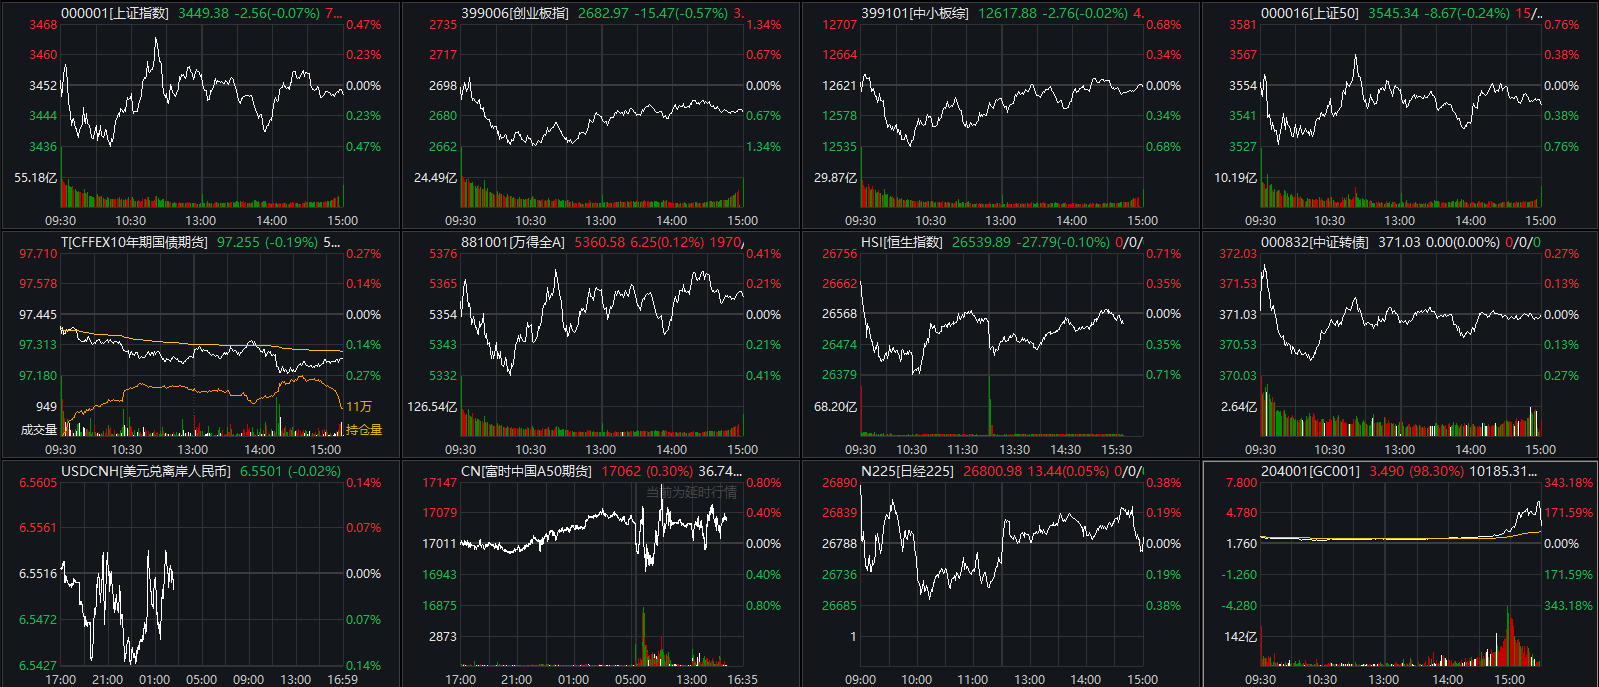 000001[上证指数] 3449.38 -2.56(-0.07%) 7...
3468 0.47%
3460 0.23%
3452 0.00%
3444 0.23%
3436 0.47%
55.18亿
09:30 10:30 13:00 14:00 15:00
399006[创业板指] 2682.97 -15.47(-0.57%) 3.
2735 1.34%
2717 0.67%
2698 0.00%
2680 0.67%
2662 1.34%
24.49亿
09:30 10:30 13:00 14:00 15:00
399101[中小板综] 12617.88 -2.76(-0.02%) 4.
12707 0.68%
12664 0.34%
12621 0.00%
12578 0.34%
12535 0.68%
29.87亿
09:30 10:30 13:00 14:00 15:00
000016[上证50] 3545.34 -8.67(-0.24%) 15/..
3581 0.76%
3567 0.38%
3554 0.00%
3541 0.38%
3527 0.76%
10.19亿
09:30 10:30 13:00 14:00 15:00
T[CFFEX10年期国债期货] 97.255 (-0.19%) 5...
97.710 0.27%
97.578 0.14%
97.445 0.00%
97.313 0.14%
97.180 0.27%
949 11万
成交量 持仓量
09:30 10:30 13:00 14:00 15:00
881001[万得全A] 5360.58 6.25(0.12%) 1970/
5376 0.41%
5365 0.21%
5354 0.00%
5343 0.21%
5332 0.41%
126.54亿
09:30 10:30 13:00 14:00 15:00
HSI[恒生指数] 26539.89 -27.79(-0.10%) 0/0/
26756 0.71%
26662 0.35%
26568 0.00%
26474 0.35%
26379 0.71%
68.20亿
09:30 10:30 11:30 13:30 14:30 15:30
000832[中证转债] 371.03 0.00(0.00%) 0/0/0
372.03 0.27%
371.53 0.13%
371.03 0.00%
370.53 0.13%
370.03 0.27%
2.64亿
09:30 10:30 13:00 14:00 15:00
USDCNH[美元兑离岸人民币] 6.5501 (-0.02%)
6.5605 0.14%
6.5561 0.07%
6.5516 0.00%
6.5472 0.07%
6.5427 0.14%
17:00 21:00 01:00 05:00 09:00 13:00 16:59
CN[富时中国A50期货] 17062 (0.30%) 36.74...
当前为延时行情
17147 0.80%
17079 0.40%
17011 0.00%
16943 0.40%
16875 0.80%
2873
17:00 21:00 01:00 05:00 13:00 16:35
N225[日经225] 26800.98 13.44(0.05%) 0/0/
26890 0.38%
26839 0.19%
26788 0.00%
26736 0.19%
26685 0.38%
1
09:00 10:00 11:00 13:00 14:00 15:00
204001[GC001] 3.490 (98.30%) 10185.31...
7.800 343.18%
4.780 171.59%
1.760 0.00%
-1.260 171.59%
-4.280 343.18%
142亿
09:30 10:30 13:00 14:00 15:00